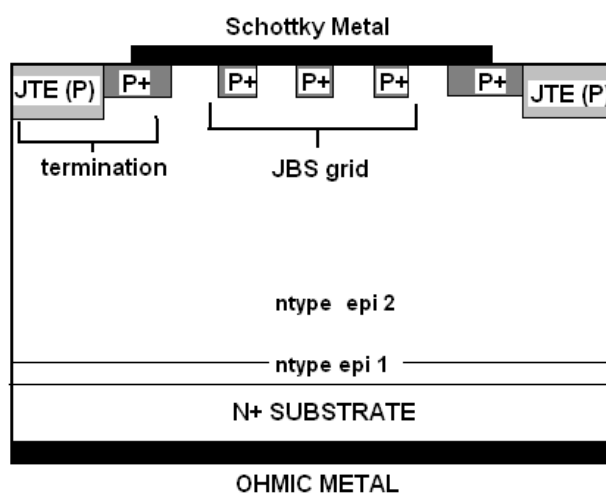 Schottky Metal
JTE (P) P+ P+ P+ P+ P+ JTE (P)
termination JBS grid
ntype epi 2
ntype epi 1
N+ SUBSTRATE
OHMIC METAL